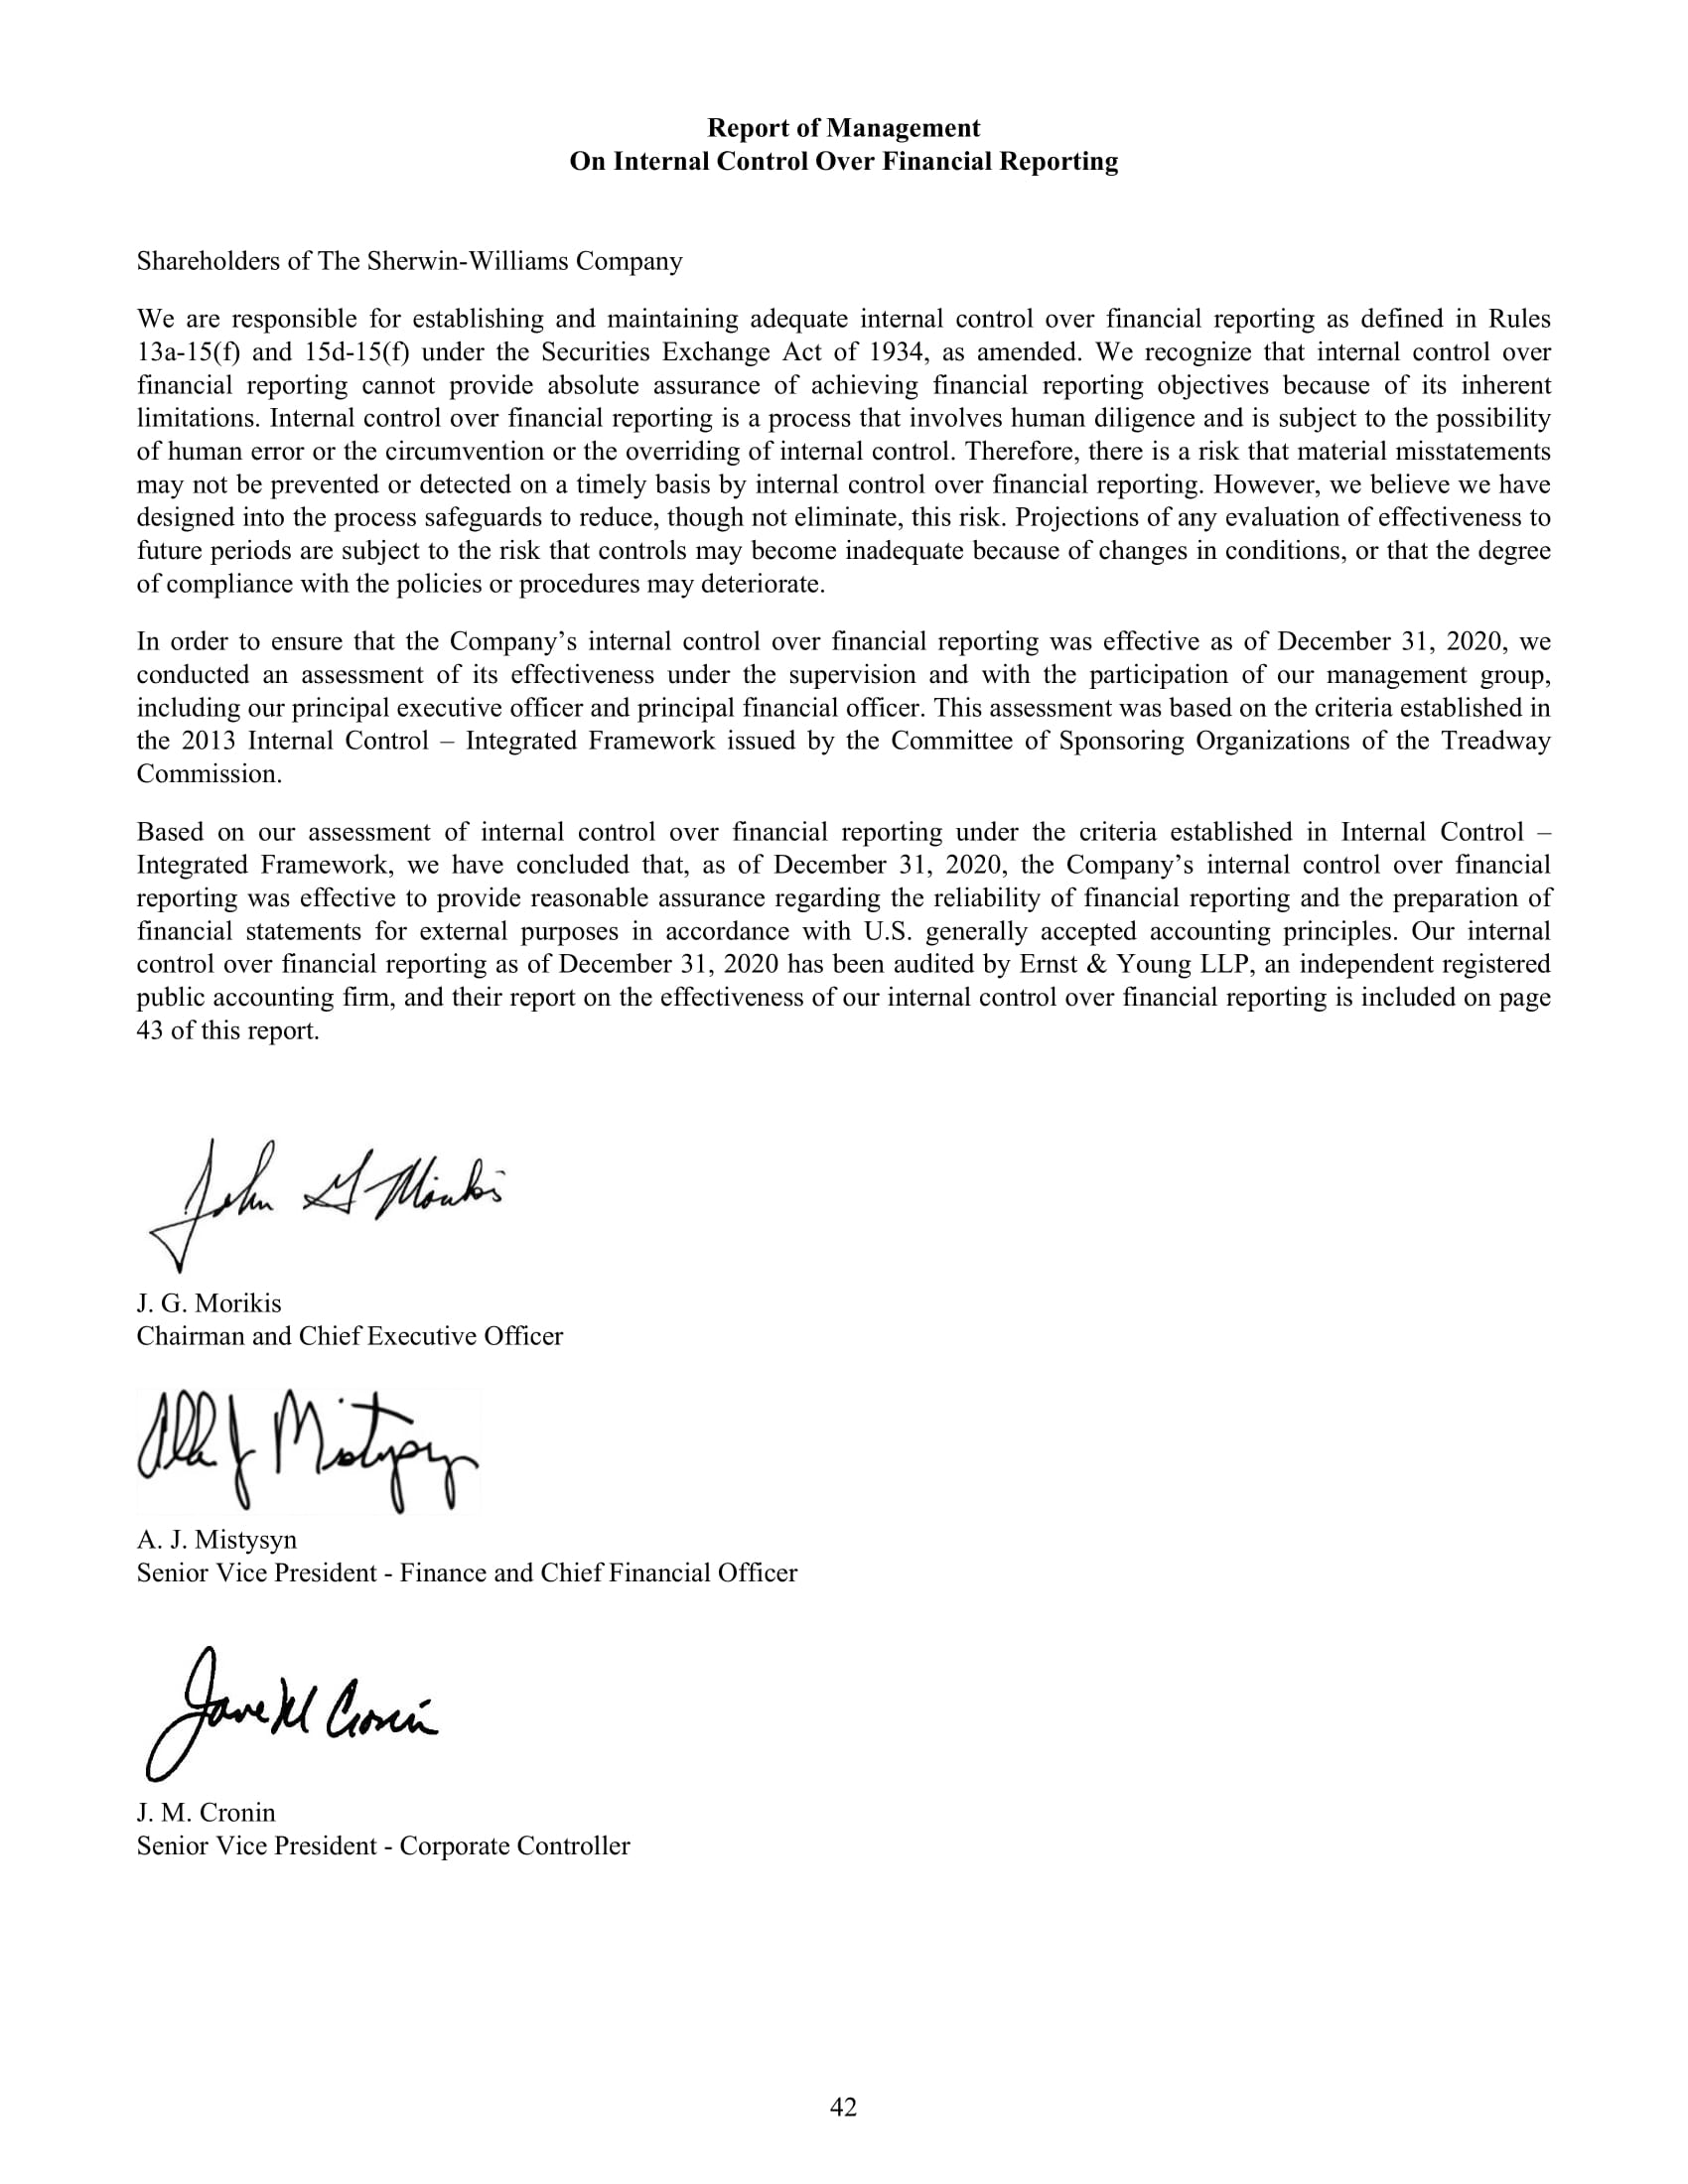 Report of Management
On Internal Control Over Financial Reporting
Shareholders of The Sherwin-Williams Company
We are responsible for establishing and maintaining adequate internal control over financial reporting as defined in Rules
13a-15(f) and 15d-15(f) under the Securities Exchange Act of 1934, as amended. We recognize that internal control over
financial reporting cannot provide absolute assurance of achieving financial reporting objectives because of its inherent
limitations. Internal control over financial reporting is a process that involves human diligence and is subject to the possibility
of human error or the circumvention or the overriding of internal control. Therefore, there is a risk that material misstatements
may not be prevented or detected on a timely basis by internal control over financial reporting. However, we believe we have
designed into the process safeguards to reduce, though not eliminate, this risk. Projections of any evaluation of effectiveness to
future periods are subject to the risk that controls may become inadequate because of changes in conditions, or that the degree
of compliance with the policies or procedures may deteriorate.
In order to ensure that the Company’s internal control over financial reporting was effective as of December 31, 2020, we
conducted an assessment of its effectiveness under the supervision and with the participation of our management group,
including our principal executive officer and principal financial officer. This assessment was based on the criteria established in
the 2013 Internal Control – Integrated Framework issued by the Committee of Sponsoring Organizations of the Treadway
Commission.
Based on our assessment of internal control over financial reporting under the criteria established in Internal Control –
Integrated Framework, we have concluded that, as of December 31, 2020, the Company’s internal control over financial
reporting was effective to provide reasonable assurance regarding the reliability of financial reporting and the preparation of
financial statements for external purposes in accordance with U.S. generally accepted accounting principles. Our internal
control over financial reporting as of December 31, 2020 has been audited by Ernst & Young LLP, an independent registered
public accounting firm, and their report on the effectiveness of our internal control over financial reporting is included on page
43 of this report.
John G Morikis
J. G. Morikis
Chairman and Chief Executive Officer
Allen J Mistysyn
A. J. Mistysyn
Senior Vice President - Finance and Chief Financial Officer
Jane M Cronin
J. M. Cronin
Senior Vice President - Corporate Controller
42